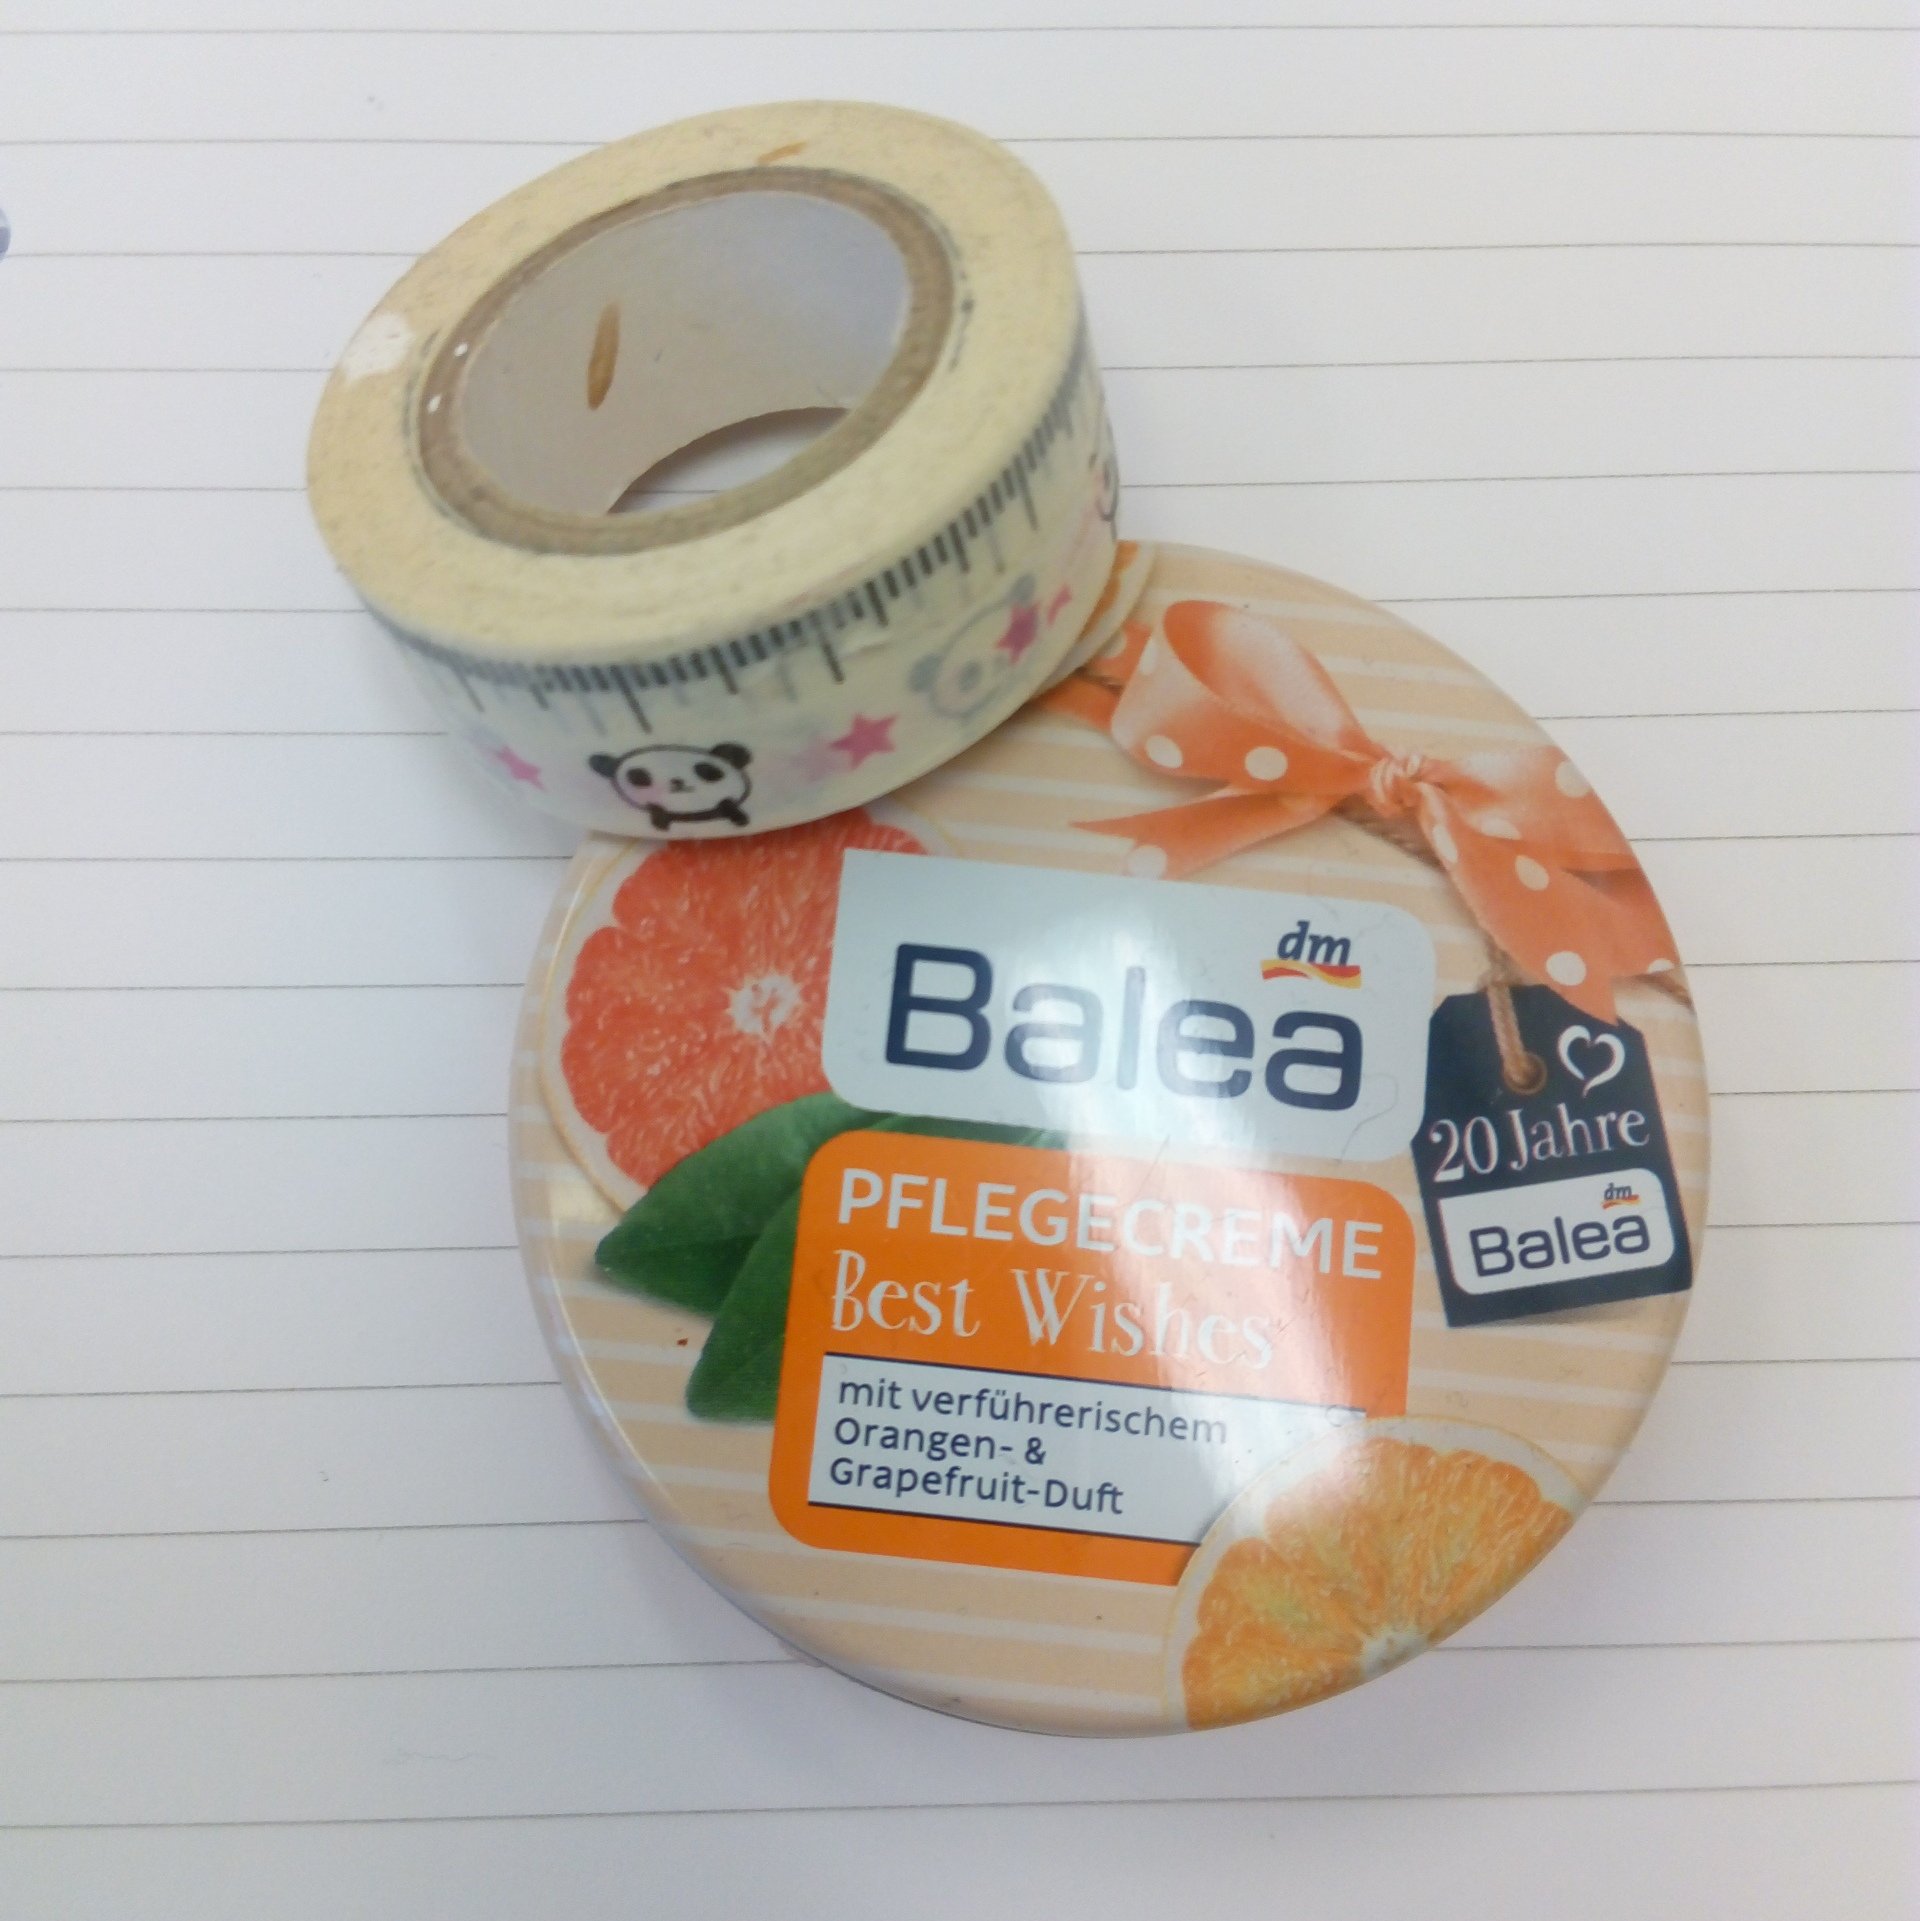 dm
Balea
PFLEGECREME
Best Wishes
mit verführerischem
Orangen- &
Grapefruit-Duft
20 Jahre
dm
Balea